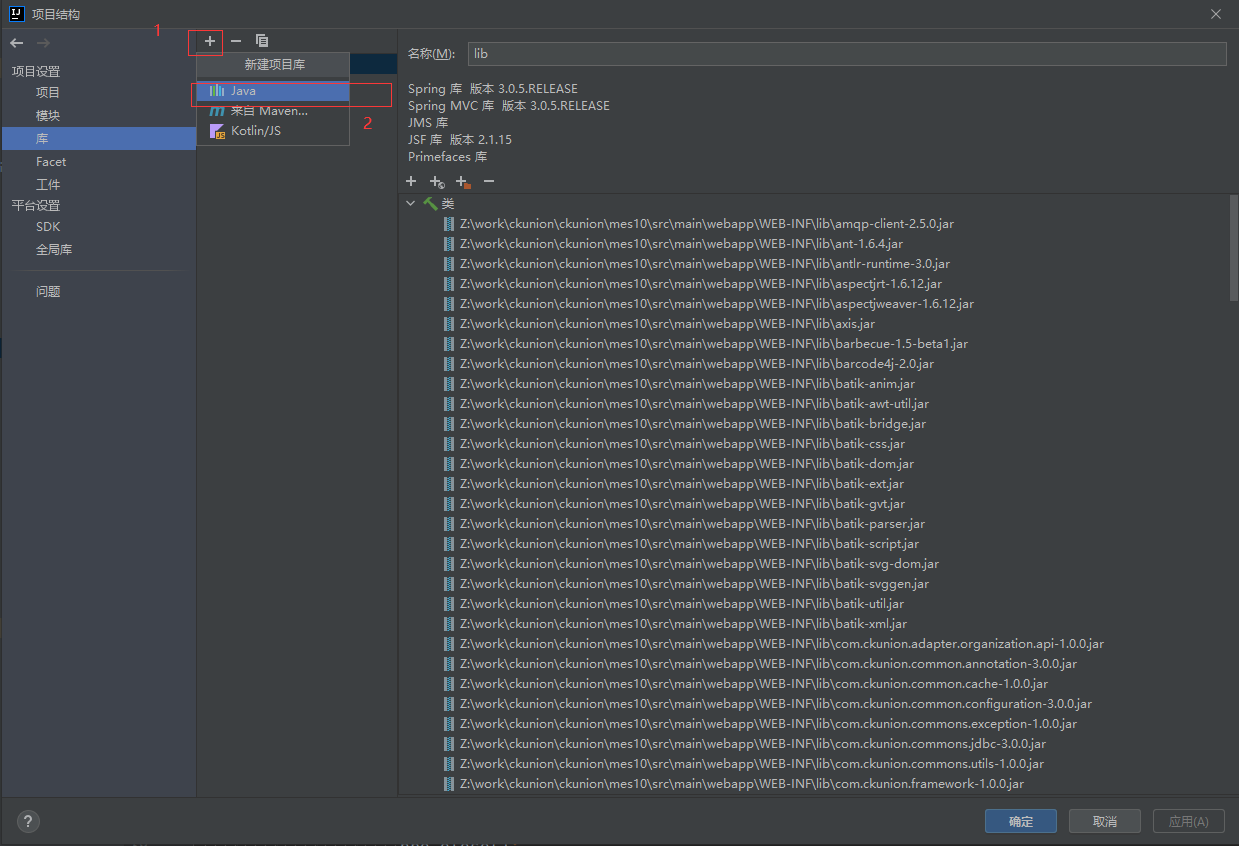 项目结构
1
项目设置
项目
模块
库
Facet
工件
平台设置
SDK
全局库
问题
新建项目库
Java
来自 Maven...
Kotlin/JS
2
名称(M):
lib
Spring 库 版本 3.0.5.RELEASE
Spring MVC 库 版本 3.0.5.RELEASE
JMS 库
JSF 库 版本 2.1.15
Primefaces 库
类
Z:\work\ckunion\ckunion\mes10\src\main\webapp\WEB-INF\lib\amqp-client-2.5.0.jar
Z:\work\ckunion\ckunion\mes10\src\main\webapp\WEB-INF\lib\ant-1.6.4.jar
Z:\work\ckunion\ckunion\mes10\src\main\webapp\WEB-INF\lib\antlr-runtime-3.0.jar
Z:\work\ckunion\ckunion\mes10\src\main\webapp\WEB-INF\lib\aspectjrt-1.6.12.jar
Z:\work\ckunion\ckunion\mes10\src\main\webapp\WEB-INF\lib\aspectjweaver-1.6.12.jar
Z:\work\ckunion\ckunion\mes10\src\main\webapp\WEB-INF\lib\axis.jar
Z:\work\ckunion\ckunion\mes10\src\main\webapp\WEB-INF\lib\barbecue-1.5-beta1.jar
Z:\work\ckunion\ckunion\mes10\src\main\webapp\WEB-INF\lib\barcode4j-2.0.jar
Z:\work\ckunion\ckunion\mes10\src\main\webapp\WEB-INF\lib\batik-anim.jar
Z:\work\ckunion\ckunion\mes10\src\main\webapp\WEB-INF\lib\batik-awt-util.jar
Z:\work\ckunion\ckunion\mes10\src\main\webapp\WEB-INF\lib\batik-bridge.jar
Z:\work\ckunion\ckunion\mes10\src\main\webapp\WEB-INF\lib\batik-css.jar
Z:\work\ckunion\ckunion\mes10\src\main\webapp\WEB-INF\lib\batik-dom.jar
Z:\work\ckunion\ckunion\mes10\src\main\webapp\WEB-INF\lib\batik-ext.jar
Z:\work\ckunion\ckunion\mes10\src\main\webapp\WEB-INF\lib\batik-gvt.jar
Z:\work\ckunion\ckunion\mes10\src\main\webapp\WEB-INF\lib\batik-parser.jar
Z:\work\ckunion\ckunion\mes10\src\main\webapp\WEB-INF\lib\batik-script.jar
Z:\work\ckunion\ckunion\mes10\src\main\webapp\WEB-INF\lib\batik-svg-dom.jar
Z:\work\ckunion\ckunion\mes10\src\main\webapp\WEB-INF\lib\batik-svggen.jar
Z:\work\ckunion\ckunion\mes10\src\main\webapp\WEB-INF\lib\batik-util.jar
Z:\work\ckunion\ckunion\mes10\src\main\webapp\WEB-INF\lib\batik-xml.jar
Z:\work\ckunion\ckunion\mes10\src\main\webapp\WEB-INF\lib\com.ckunion.adapter.organization.api-1.0.0.jar
Z:\work\ckunion\ckunion\mes10\src\main\webapp\WEB-INF\lib\com.ckunion.common.annotation-3.0.0.jar
Z:\work\ckunion\ckunion\mes10\src\main\webapp\WEB-INF\lib\com.ckunion.common.cache-1.0.0.jar
Z:\work\ckunion\ckunion\mes10\src\main\webapp\WEB-INF\lib\com.ckunion.common.configuration-3.0.0.jar
Z:\work\ckunion\ckunion\mes10\src\main\webapp\WEB-INF\lib\com.ckunion.commons.exception-1.0.0.jar
Z:\work\ckunion\ckunion\mes10\src\main\webapp\WEB-INF\lib\com.ckunion.commons.jdbc-3.0.0.jar
Z:\work\ckunion\ckunion\mes10\src\main\webapp\WEB-INF\lib\com.ckunion.commons.utils-1.0.0.jar
Z:\work\ckunion\ckunion\mes10\src\main\webapp\WEB-INF\lib\com.ckunion.framework-1.0.0.jar
?
确定
取消
应用(A)